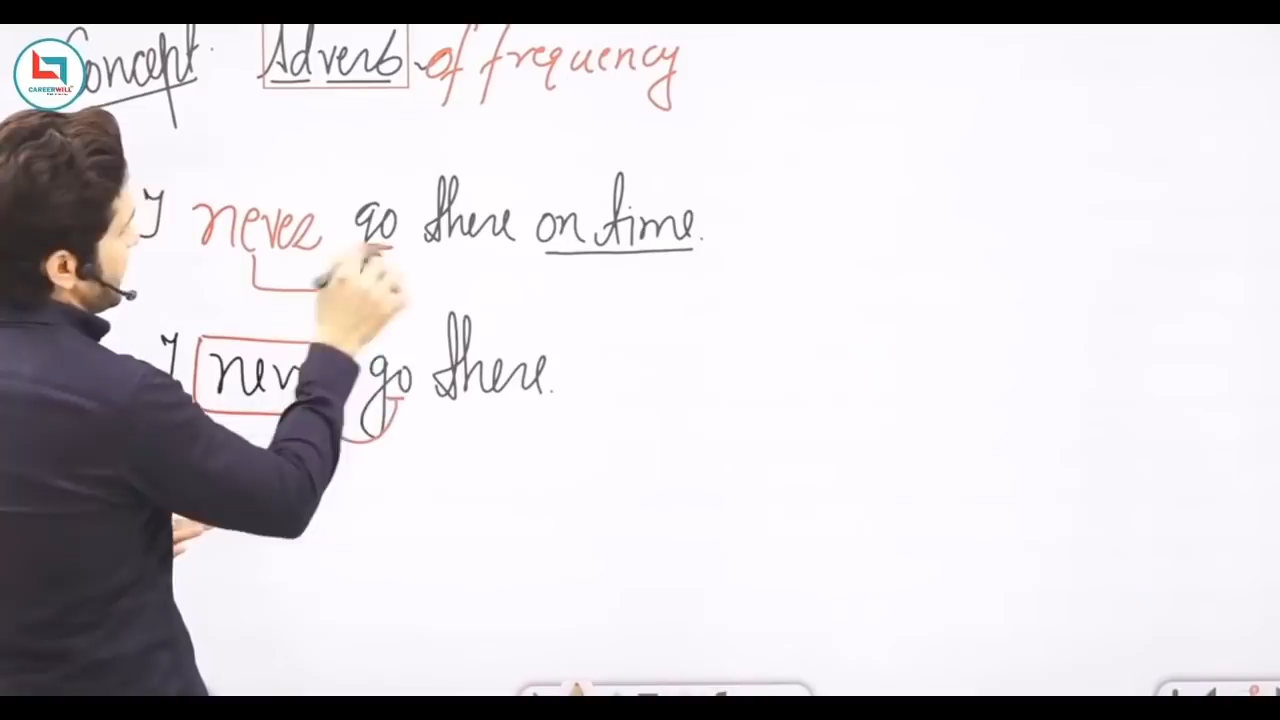 CAREERWILL
Concept. Adverb - of frequency
I never go there on time.
I never go there.